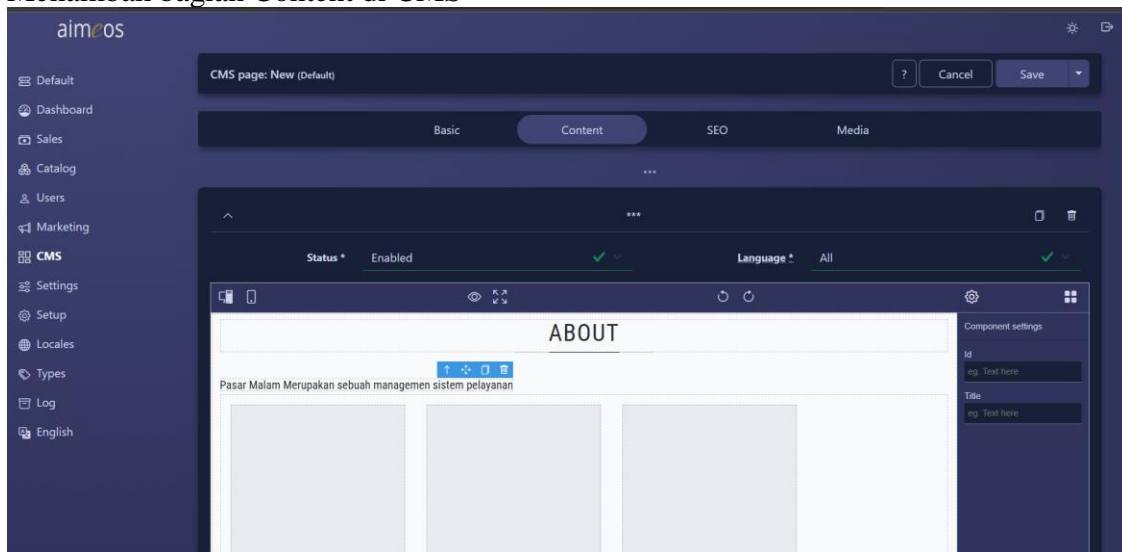 Menambah bagian Content di CMS
aimeos
Default
Dashboard
Sales
Catalog
Users
Marketing
CMS
Settings
Setup
Locales
Types
Log
English
CMS page: New (Default)
?
Cancel
Save
Basic
Content
SEO
Media
***
***
Status *
Enabled
Language *
All
ABOUT
Pasar Malam Merupakan sebuah managemen sistem pelayanan
Component settings
Id
eg. Text here
Title
eg. Text here